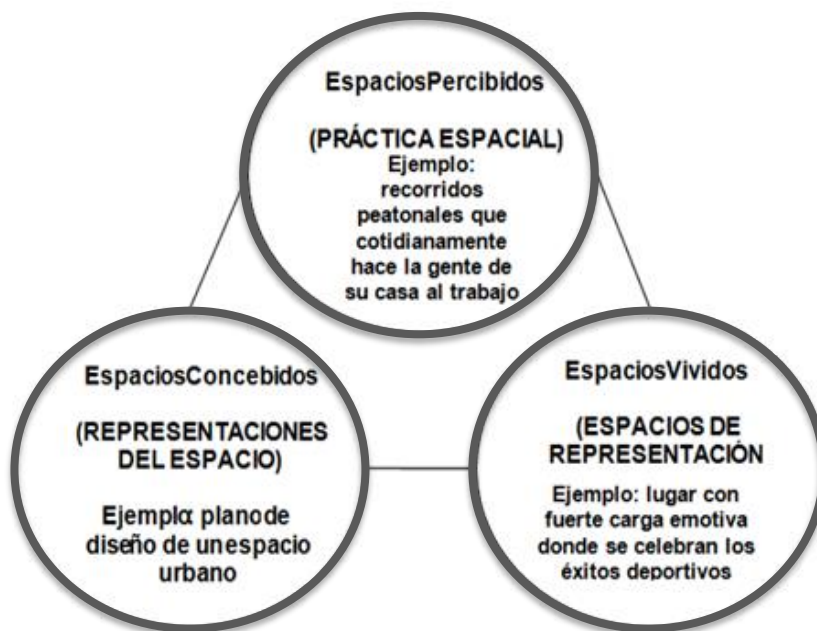 EspaciosPercibidos
(PRÁCTICA ESPACIAL)
Ejemplo:
recorridos
peatonales que
cotidianamente
hace la gente de
su casa al trabajo
EspaciosConcebidos
(REPRESENTACIONES
DEL ESPACIO)
Ejemplα planode
diseño de unespacio
urbano
EspaciosVividos
(ESPACIOS DE
REPRESENTACIÓN
Ejemplo: lugar con
fuerte carga emotiva
donde se celebran los
éxitos deportivos